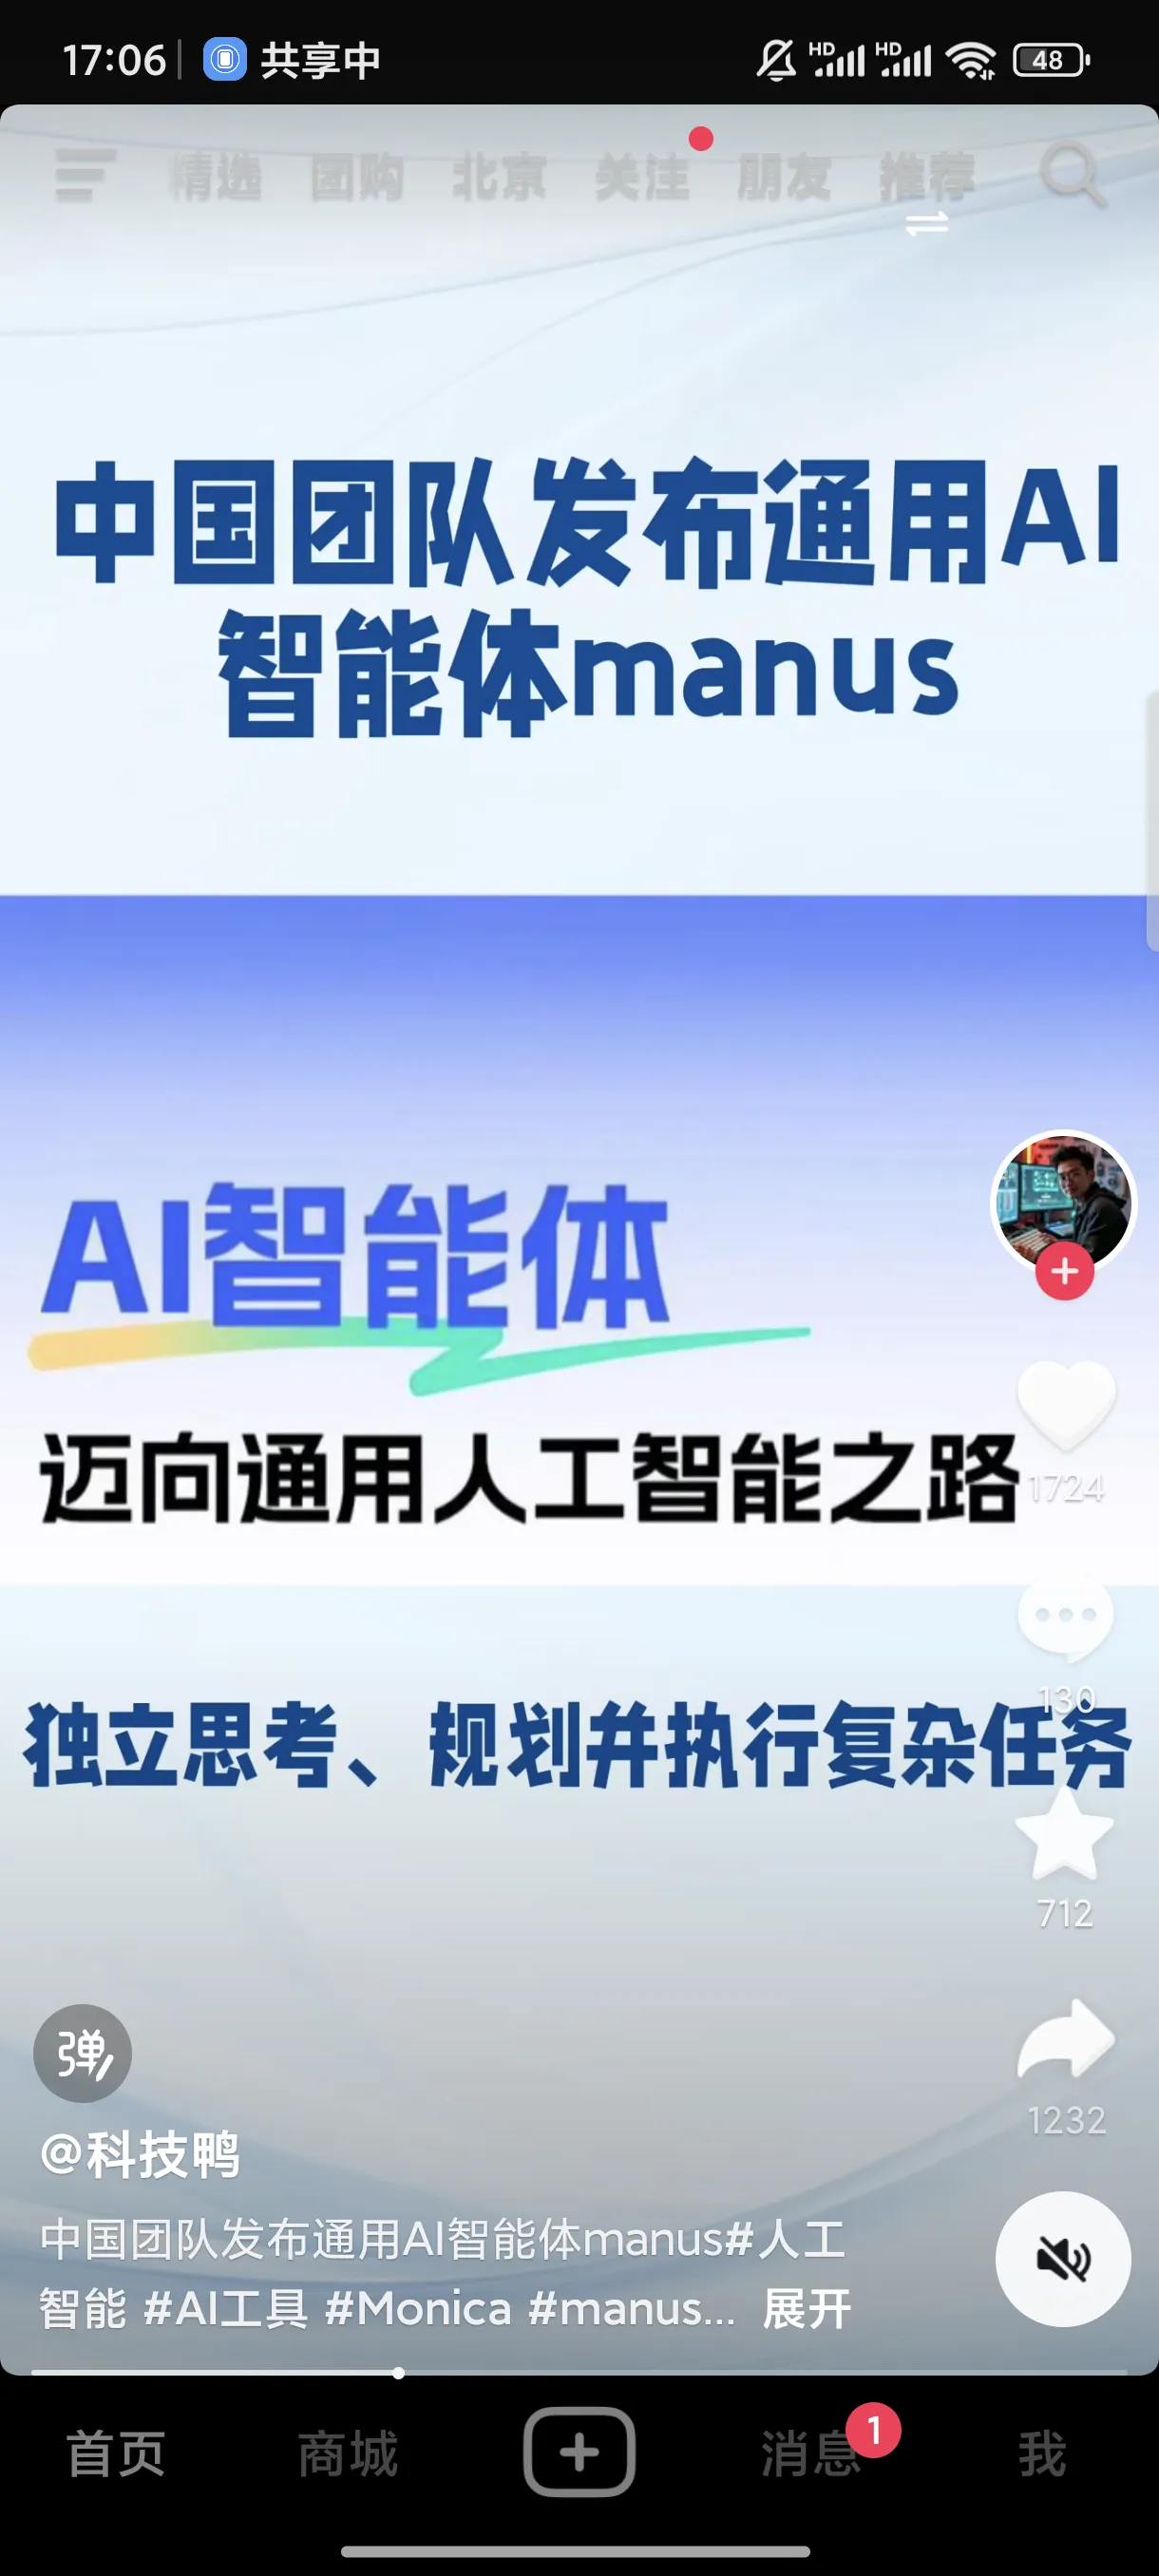 17:06 共享中 HD HD 48
精选 团购 北京 关注 朋友 推荐
中国团队发布通用AI
智能体manus
AI智能体
迈向通用人工智能之路
1724
130
独立思考、规划并执行复杂任务
712
弹
1232
@科技鸭
中国团队发布通用AI智能体manus#人工
智能 #AI工具 #Monica #manus... 展开
首页 商城 消息 1 我